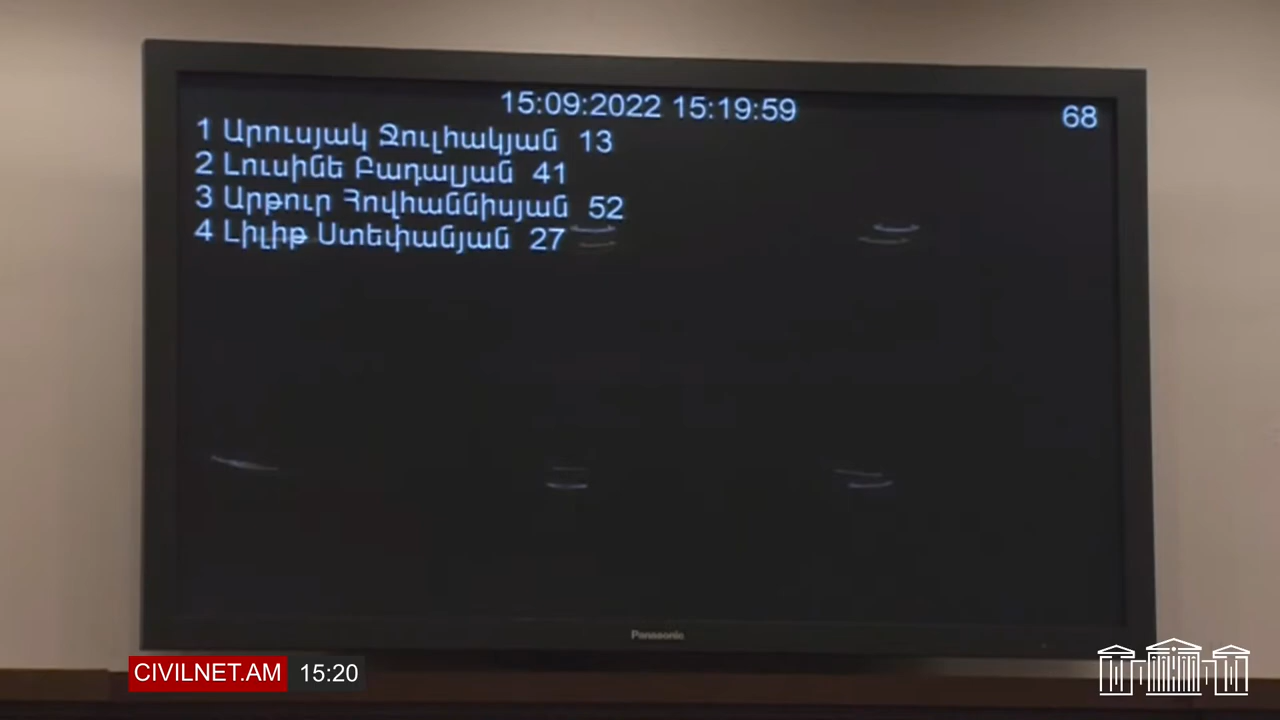 15:09:2022 15:19:59
68
1 Արուսյակ Ջուլհակյան 13
2 Լուսինե Բադալյան 41
3 Արթուր Հովհաննիսյան 52
4 Լիլիթ Ստեփանյան 27
Panasonic
CIVILNET.AM 15:20